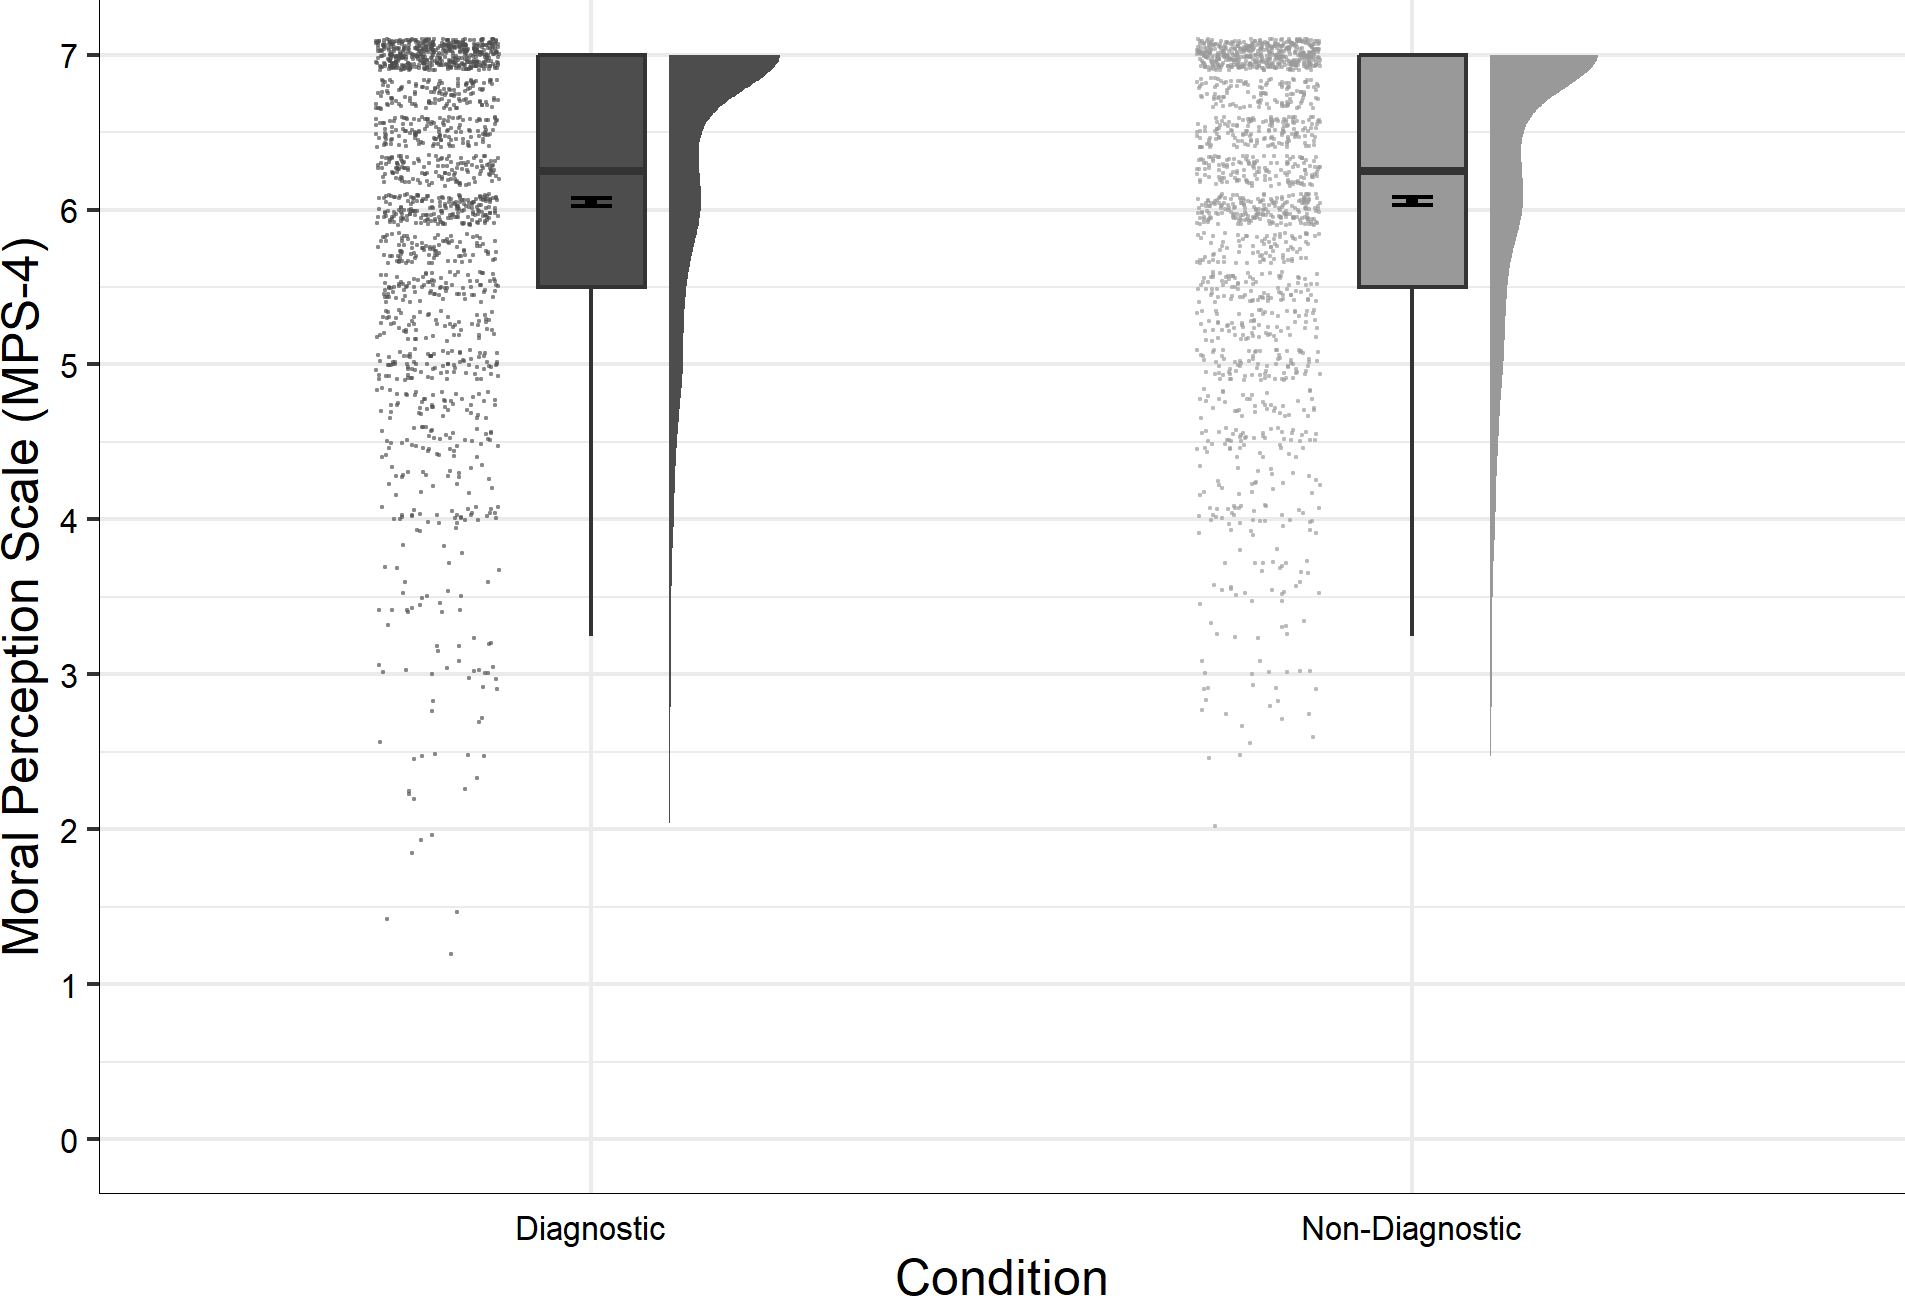 Moral Perception Scale (MPS-4)
7
6
5
4
3
2
1
0
Diagnostic
Non-Diagnostic
Condition